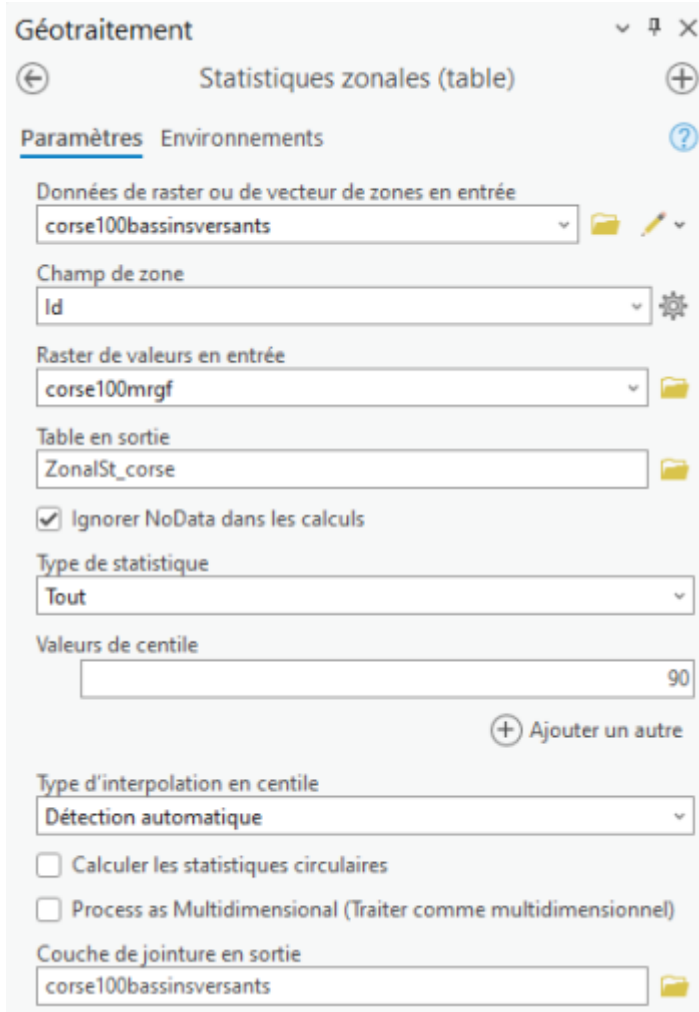 Géotraitement
Statistiques zonales (table)
Paramètres Environnements
Données de raster ou de vecteur de zones en entrée
corse100bassinsversants
Champ de zone
Id
Raster de valeurs en entrée
corse100mrgf
Table en sortie
ZonalSt_corse
Ignorer NoData dans les calculs
Type de statistique
Tout
Valeurs de centile
90
Ajouter un autre
Type d'interpolation en centile
Détection automatique
Calculer les statistiques circulaires
Process as Multidimensional (Traiter comme multidimensionnel)
Couche de jointure en sortie
corse100bassinsversants